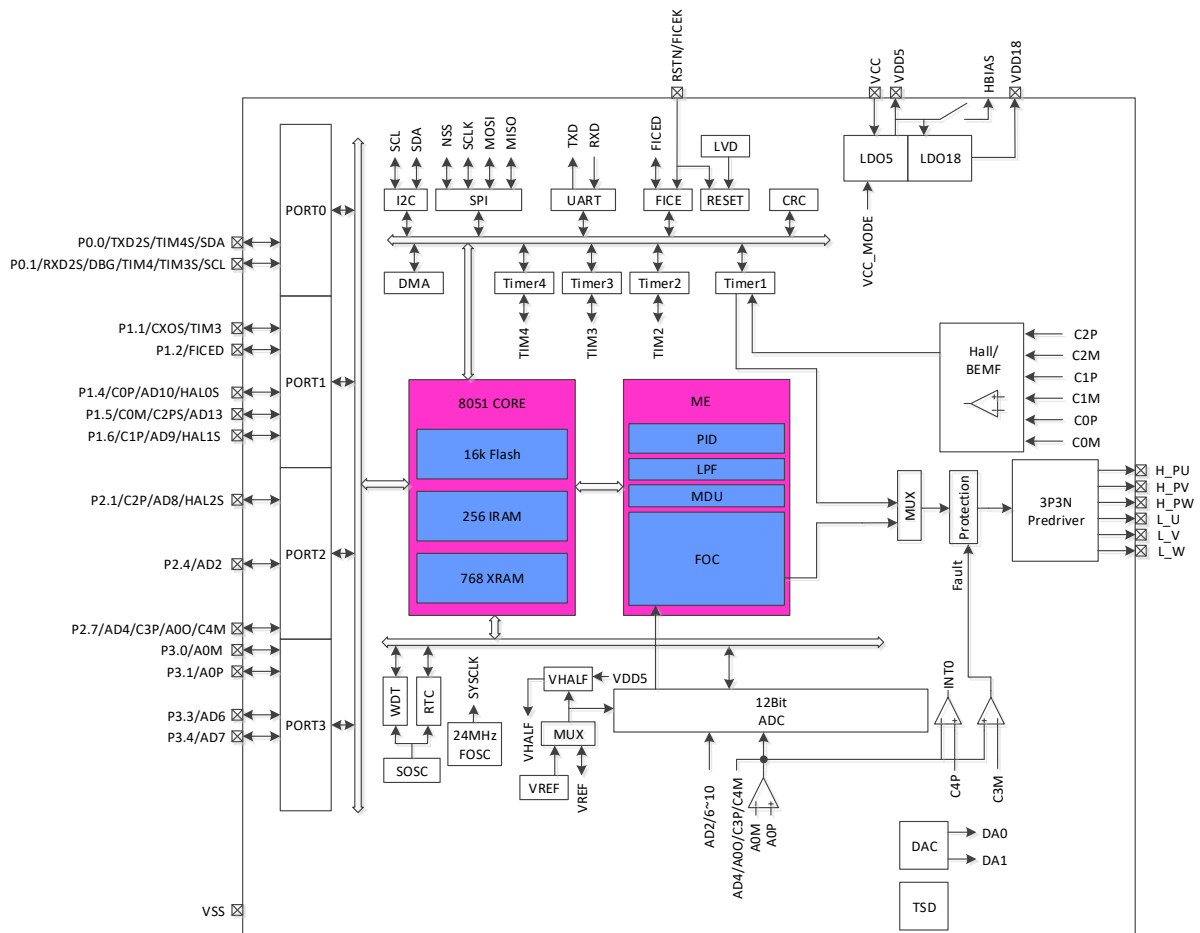 RSTN/FICEK
VCC
VDD5
HBIAS
VDD18
SCL
SDA
NSS
SCLK
MOSI
MISO
TXD
RXD
FICED
LVD
LDO5
LDO18
I2C
SPI
UART
FICE
RESET
CRC
PORT0
P0.0/TXD2S/TIM4S/SDA
P0.1/RXD2S/DBG/TIM4/TIM3S/SCL
VCC_MODE
DMA
Timer4
Timer3
Timer2
Timer1
TIM4
TIM3
TIM2
P1.1/CXOS/TIM3
P1.2/FICED
PORT1
P1.4/C0P/AD10/HAL0S
P1.5/C0M/C2PS/AD13
P1.6/C1P/AD9/HAL1S
Hall/
BEMF
C2P
C2M
C1P
C1M
C0P
C0M
8051 CORE
16k Flash
256 IRAM
768 XRAM
ME
PID
LPF
MDU
FOC
MUX
Protection
Fault
3P3N
Predriver
H_PU
H_PV
H_PW
L_U
L_V
L_W
P2.1/C2P/AD8/HAL2S
PORT2
P2.4/AD2
P2.7/AD4/C3P/A0O/C4M
P3.0/A0M
P3.1/A0P
PORT3
P3.3/AD6
P3.4/AD7
WDT
RTC
SOSC
SYSCLK
24MHz
FOSC
VHALF
VDD5
VHALF
MUX
VREF
VREF
12Bit
ADC
INT0
C4P
C3M
AD2/6~10
AD4/A0O/C3P/C4M
A0M
A0P
DAC
DA0
DA1
TSD
VSS